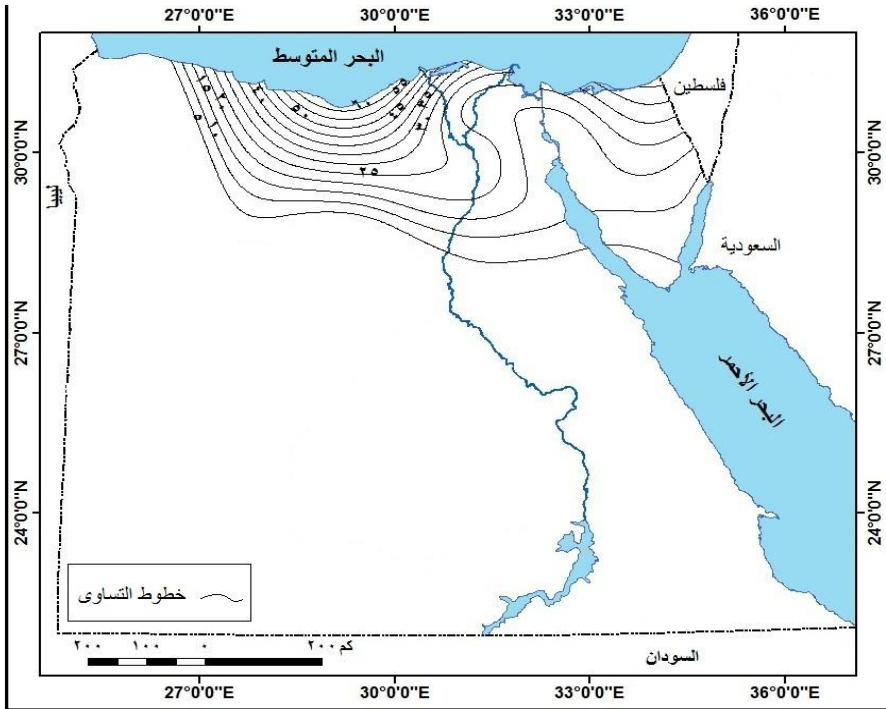 27°0'0"E 30°0'0"E 33°0'0"E 36°0'0"E
البحر المتوسط
فلسطين
30°0'0"N 30°0'0"N
ليبيا
٢٥
السعودية
27°0'0"N 27°0'0"N
البحر الأحمر
24°0'0"N 24°0'0"N
خطوط التساوى
٢٠٠ ١٠٠ ٠ ٢٠٠ كم
السودان
27°0'0"E 30°0'0"E 33°0'0"E 36°0'0"E